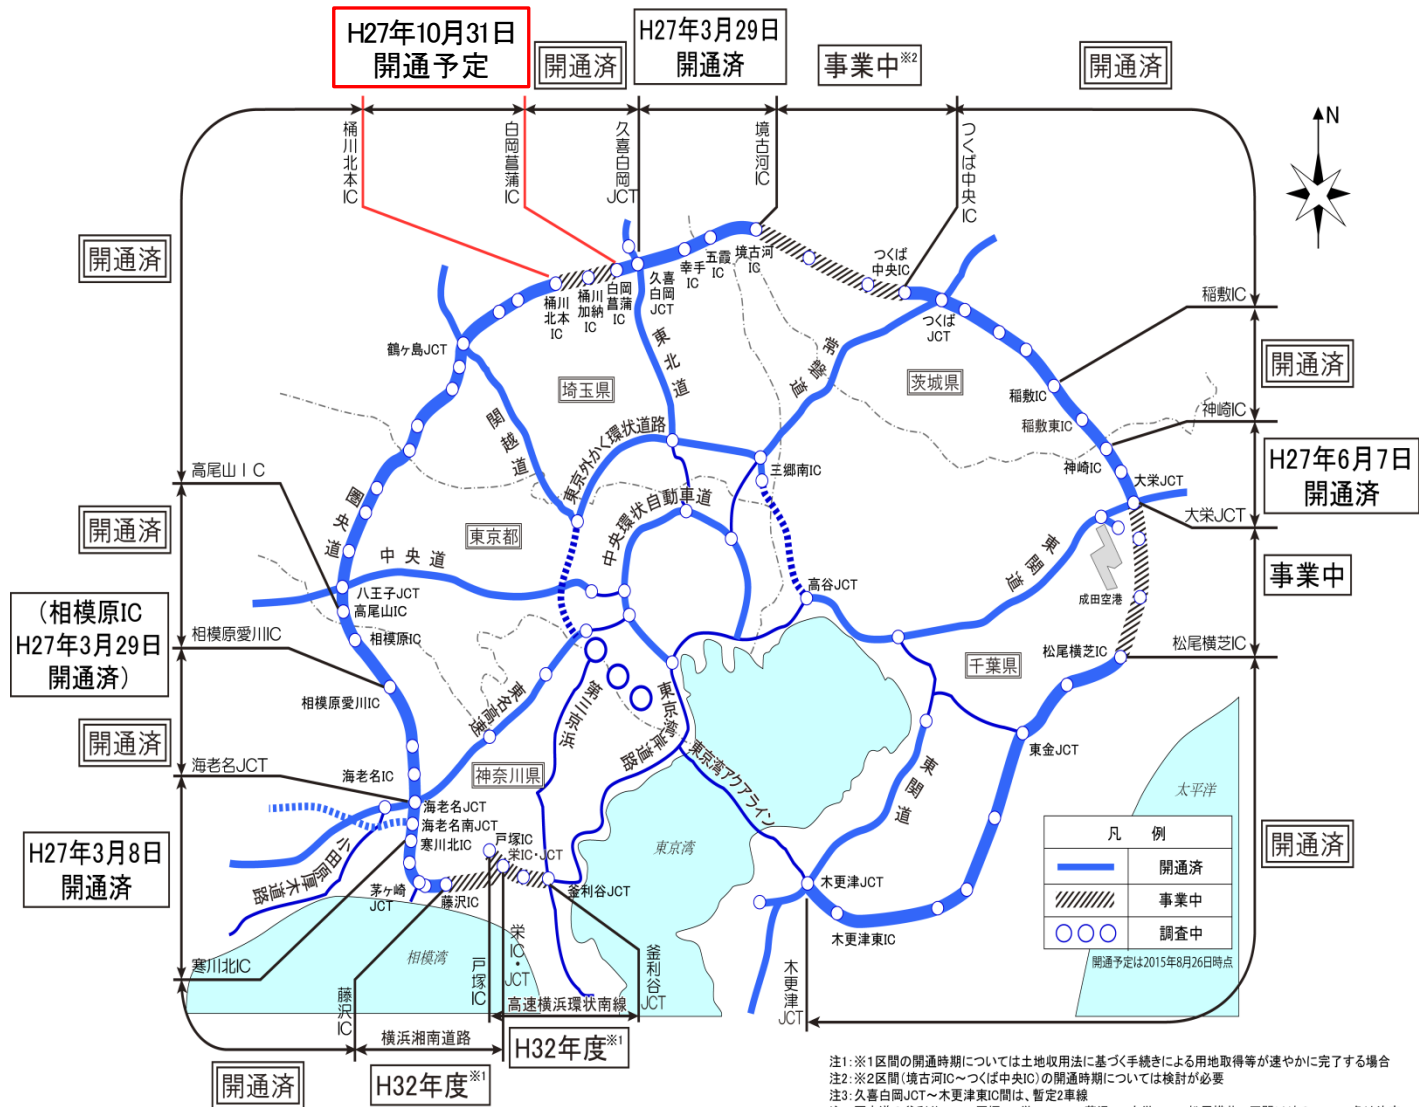 H27年10月31日
開通予定
開通済
H27年3月29日
開通済
事業中※2
開通済
桶川北本IC
白岡菖蒲IC
久喜白岡JCT
境古河IC
つくば中央IC
N
開通済
高尾山IC
開通済
(相模原IC
H27年3月29日
開通済)
相模原愛川IC
開通済
海老名JCT
H27年3月8日
開通済
寒川北IC
開通済
稲敷IC
開通済
神崎IC
H27年6月7日
開通済
大栄JCT
事業中
松尾横芝IC
開通済
桶川
北本
IC
桶川
加納
IC
白岡
菖蒲
IC
久喜
白岡
JCT
幸手
IC
五霞
IC
境古河
IC
つくば
中央IC
つくば
JCT
稲敷IC
稲敷東IC
神崎IC
大栄JCT
鶴ヶ島JCT
埼玉県
東北道
常磐道
茨城県
関越道
東京外かく環状道路
三郷南IC
中央環状自動車道
圏央道
中央道
東京都
高谷JCT
東関道
成田空港
八王子JCT
高尾山IC
相模原IC
松尾横芝IC
千葉県
相模原愛川IC
東名高速
第三京浜
東京湾岸道路
東京湾アクアライン
東関道
東金JCT
太平洋
海老名IC
神奈川県
海老名JCT
海老名南JCT
寒川北IC
小田原厚木道路
戸塚IC
栄IC・JCT
東京湾
茅ヶ崎
JCT
藤沢IC
釜利谷JCT
木更津JCT
木更津東IC
相模湾
凡 例
開通済
事業中
調査中
開通予定は2015年8月26日時点
藤沢IC
戸塚IC
栄IC・JCT
釜利谷JCT
木更津JCT
高速横浜環状南線
横浜湘南道路
H32年度※1
H32年度※1
注1:※1区間の開通時期については土地収用法に基づく手続きによる用地取得等が速やかに完了する場合
注2:※2区間(境古河IC～つくば中央IC)の開通時期については検討が必要
注3:久喜白岡JCT～木更津東IC間は、暫定2車線